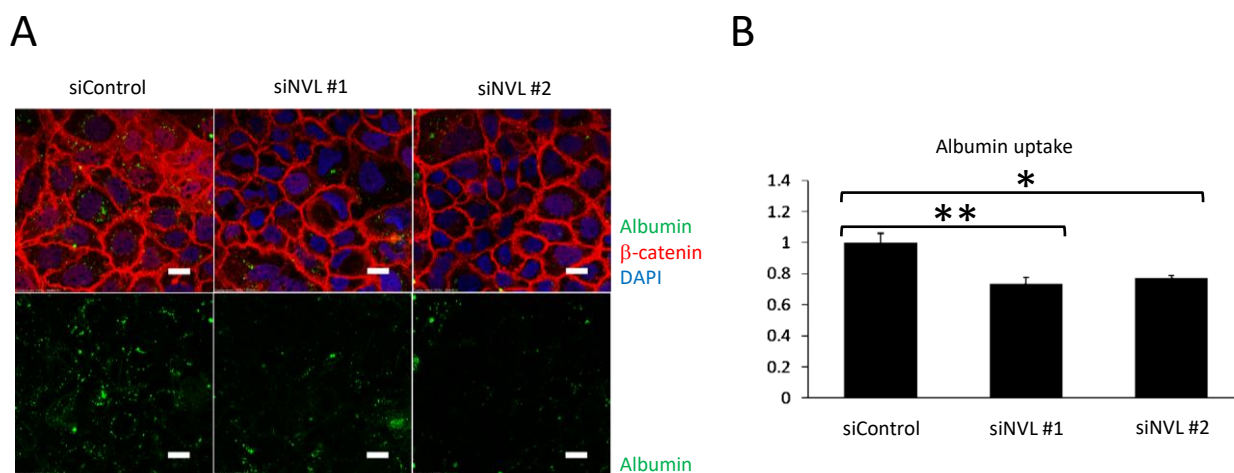 A
B
siControl
siNVL #1
siNVL #2
Albumin
β-catenin
DAPI
Albumin
Albumin uptake
1.4
1.2
1
0.8
0.6
0.4
0.2
0
*
**
siControl
siNVL #1
siNVL #2